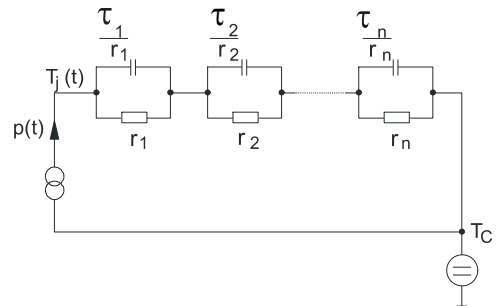 τ1 τ2 τn
r1 r2 rn
Tj (t)
p(t)
r1 r2 rn
TC